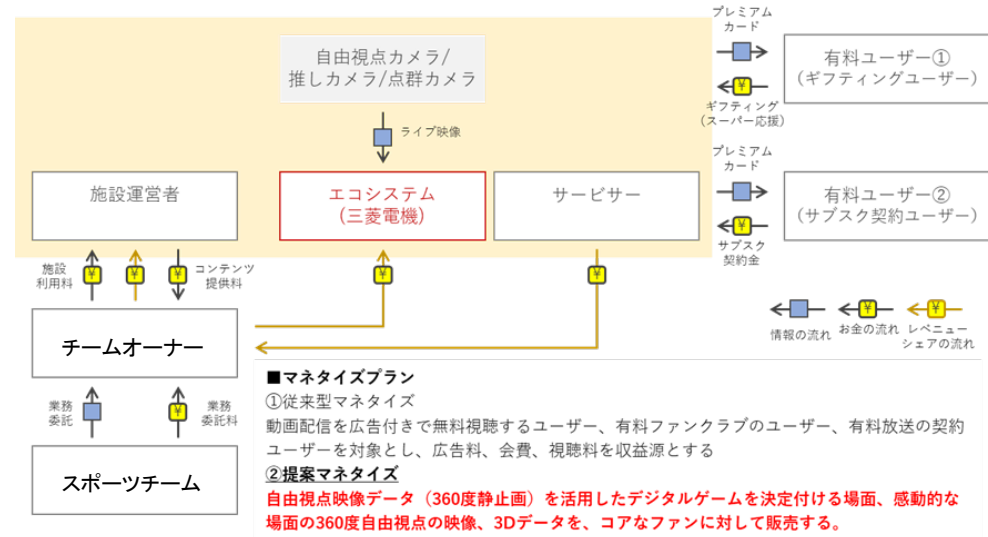 プレミアム
カード
自由視点カメラ/
推しカメラ/点群カメラ
有料ユーザー①
(ギフティングユーザー)
¥
ギフティング
(スーパー応援)
ライブ映像
プレミアム
カード
施設運営者
エコシステム
(三菱電機)
サービサー
有料ユーザー②
(サブスク契約ユーザー)
¥
サブスク
契約金
施設
利用料
¥
¥
¥
コンテンツ
提供料
¥
¥
¥
¥
情報の流れ
お金の流れ
レベニュー
シェアの流れ
チームオーナー
業務
委託
¥
業務
委託料
スポーツチーム
■マネタイズプラン
①従来型マネタイズ
動画配信を広告付きで無料視聴するユーザー、有料ファンクラブのユーザー、有料放送の契約
ユーザーを対象とし、広告料、会費、視聴料を収益源とする
②提案マネタイズ
自由視点映像データ（360度静止画）を活用したデジタルゲームを決定付ける場面、感動的な
場面の360度自由視点の映像、3Dデータを、コアなファンに対して販売する。